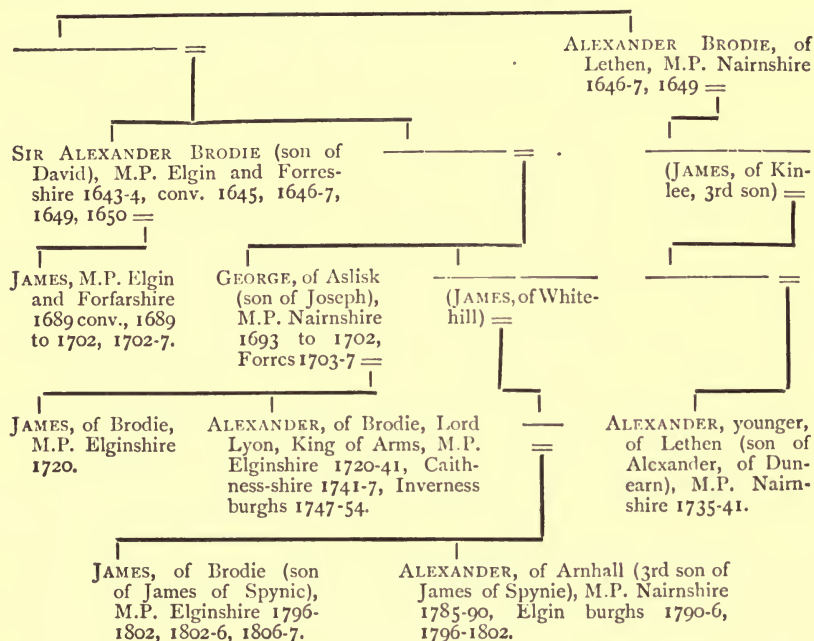 ALEXANDER BRODIE, of
Lethen, M.P. Nairnshire
1646-7, 1649 =
SIR ALEXANDER BRODIE (son of
David), M.P. Elgin and Forres-
shire 1643-4, conv. 1645, 1646-7,
1649, 1650 =
(JAMES, of Kin-
lee, 3rd son) =
JAMES, M.P. Elgin
and Forfarshire
1689 conv., 1689
to 1702, 1702-7.
GEORGE, of Aslisk
(son of Joseph),
M.P. Nairnshire
1693 to 1702,
Forres 1703-7 =
(JAMES, of White-
hill) =
JAMES, of Brodie,
M.P. Elginshire
1720.
ALEXANDER, of Brodie, Lord
Lyon, King of Arms, M.P.
Elginshire 1720-41, Caith-
ness-shire 1741-7, Inverness
burghs 1747-54.
ALEXANDER, younger,
of Lethen (son of
Alexander, of Dun-
earn), M.P. Nairn-
shire 1735-41.
JAMES, of Brodie (son
of James of Spynie),
M.P. Elginshire 1796-
1802, 1802-6, 1806-7.
ALEXANDER, of Arnhall (3rd son of
James of Spynie), M.P. Nairnshire
1785-90, Elgin burghs 1790-6,
1796-1802.